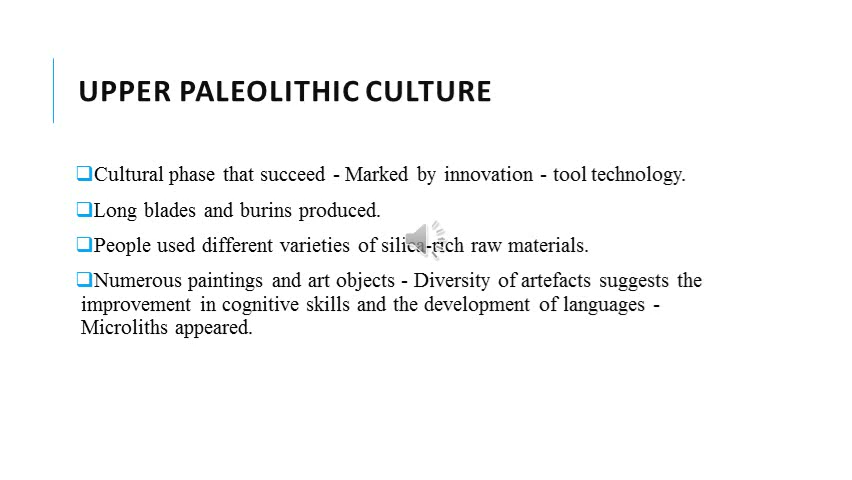 UPPER PALEOLITHIC CULTURE
❑Cultural phase that succeed - Marked by innovation - tool technology.
❑Long blades and burins produced.
❑People used different varieties of silica-rich raw materials.
❑Numerous paintings and art objects - Diversity of artefacts suggests the
improvement in cognitive skills and the development of languages -
Microliths appeared.